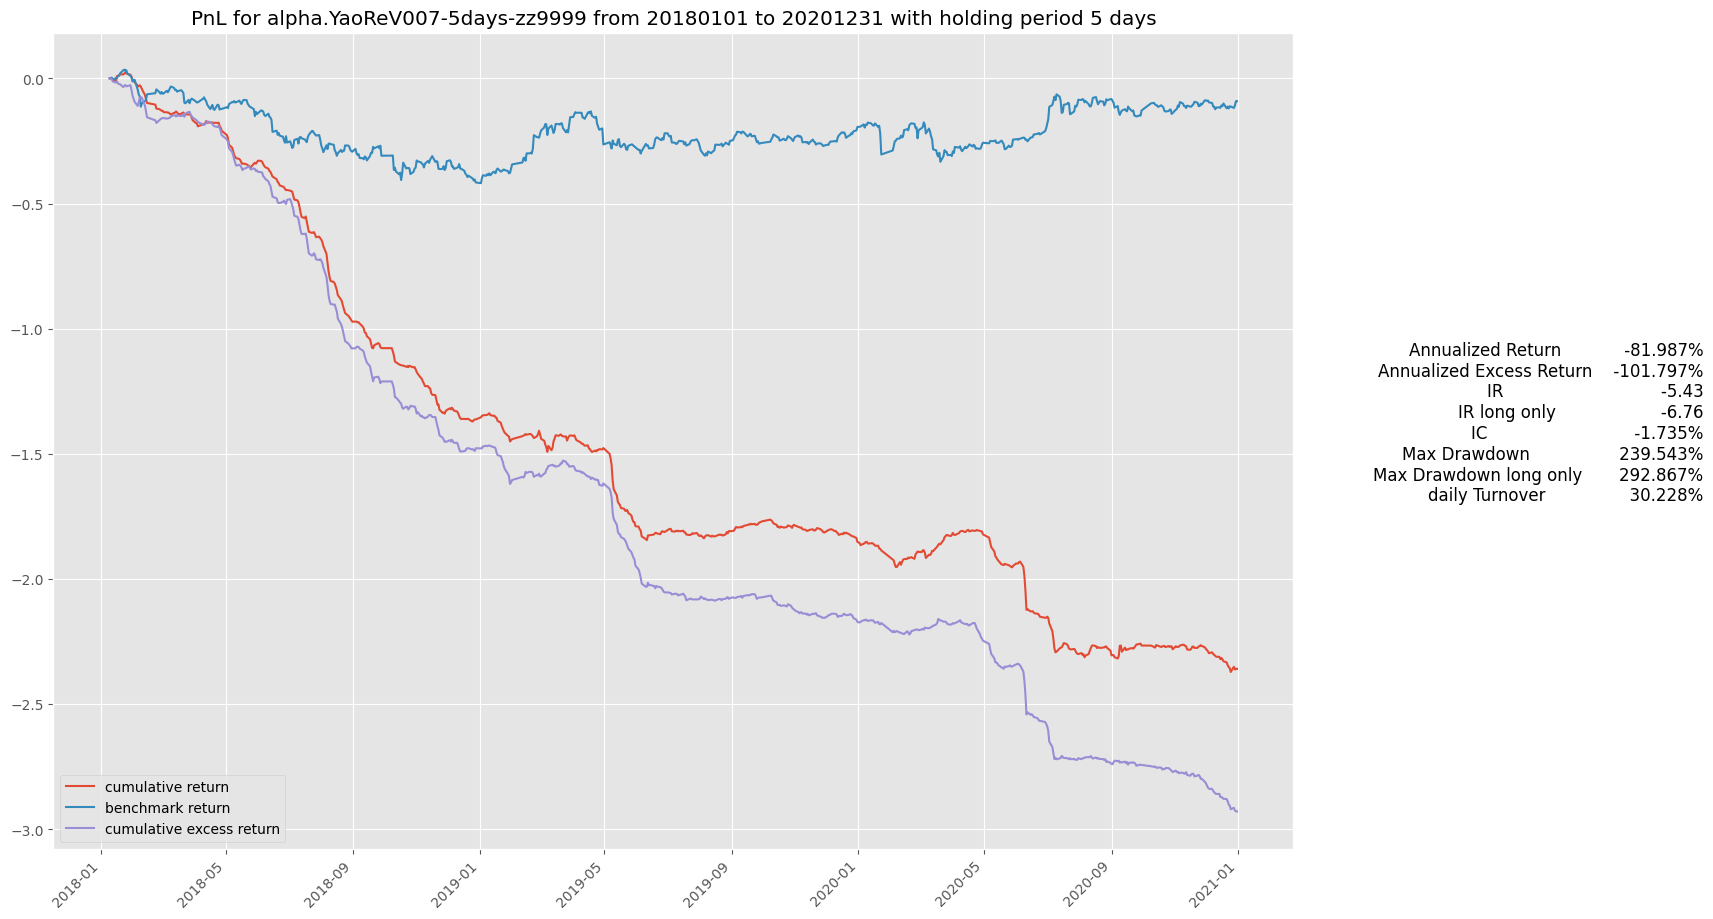 PnL for alpha.YaoReV007-5days-zz9999 from 20180101 to 20201231 with holding period 5 days
0.0
−0.5
−1.0
−1.5
−2.0
−2.5
−3.0
Annualized Return -81.987%
Annualized Excess Return -101.797%
IR -5.43
IR long only -6.76
IC -1.735%
Max Drawdown 239.543%
Max Drawdown long only 292.867%
daily Turnover 30.228%
cumulative return
benchmark return
cumulative excess return
2018-01
2018-05
2018-09
2019-01
2019-05
2019-09
2020-01
2020-05
2020-09
2021-01